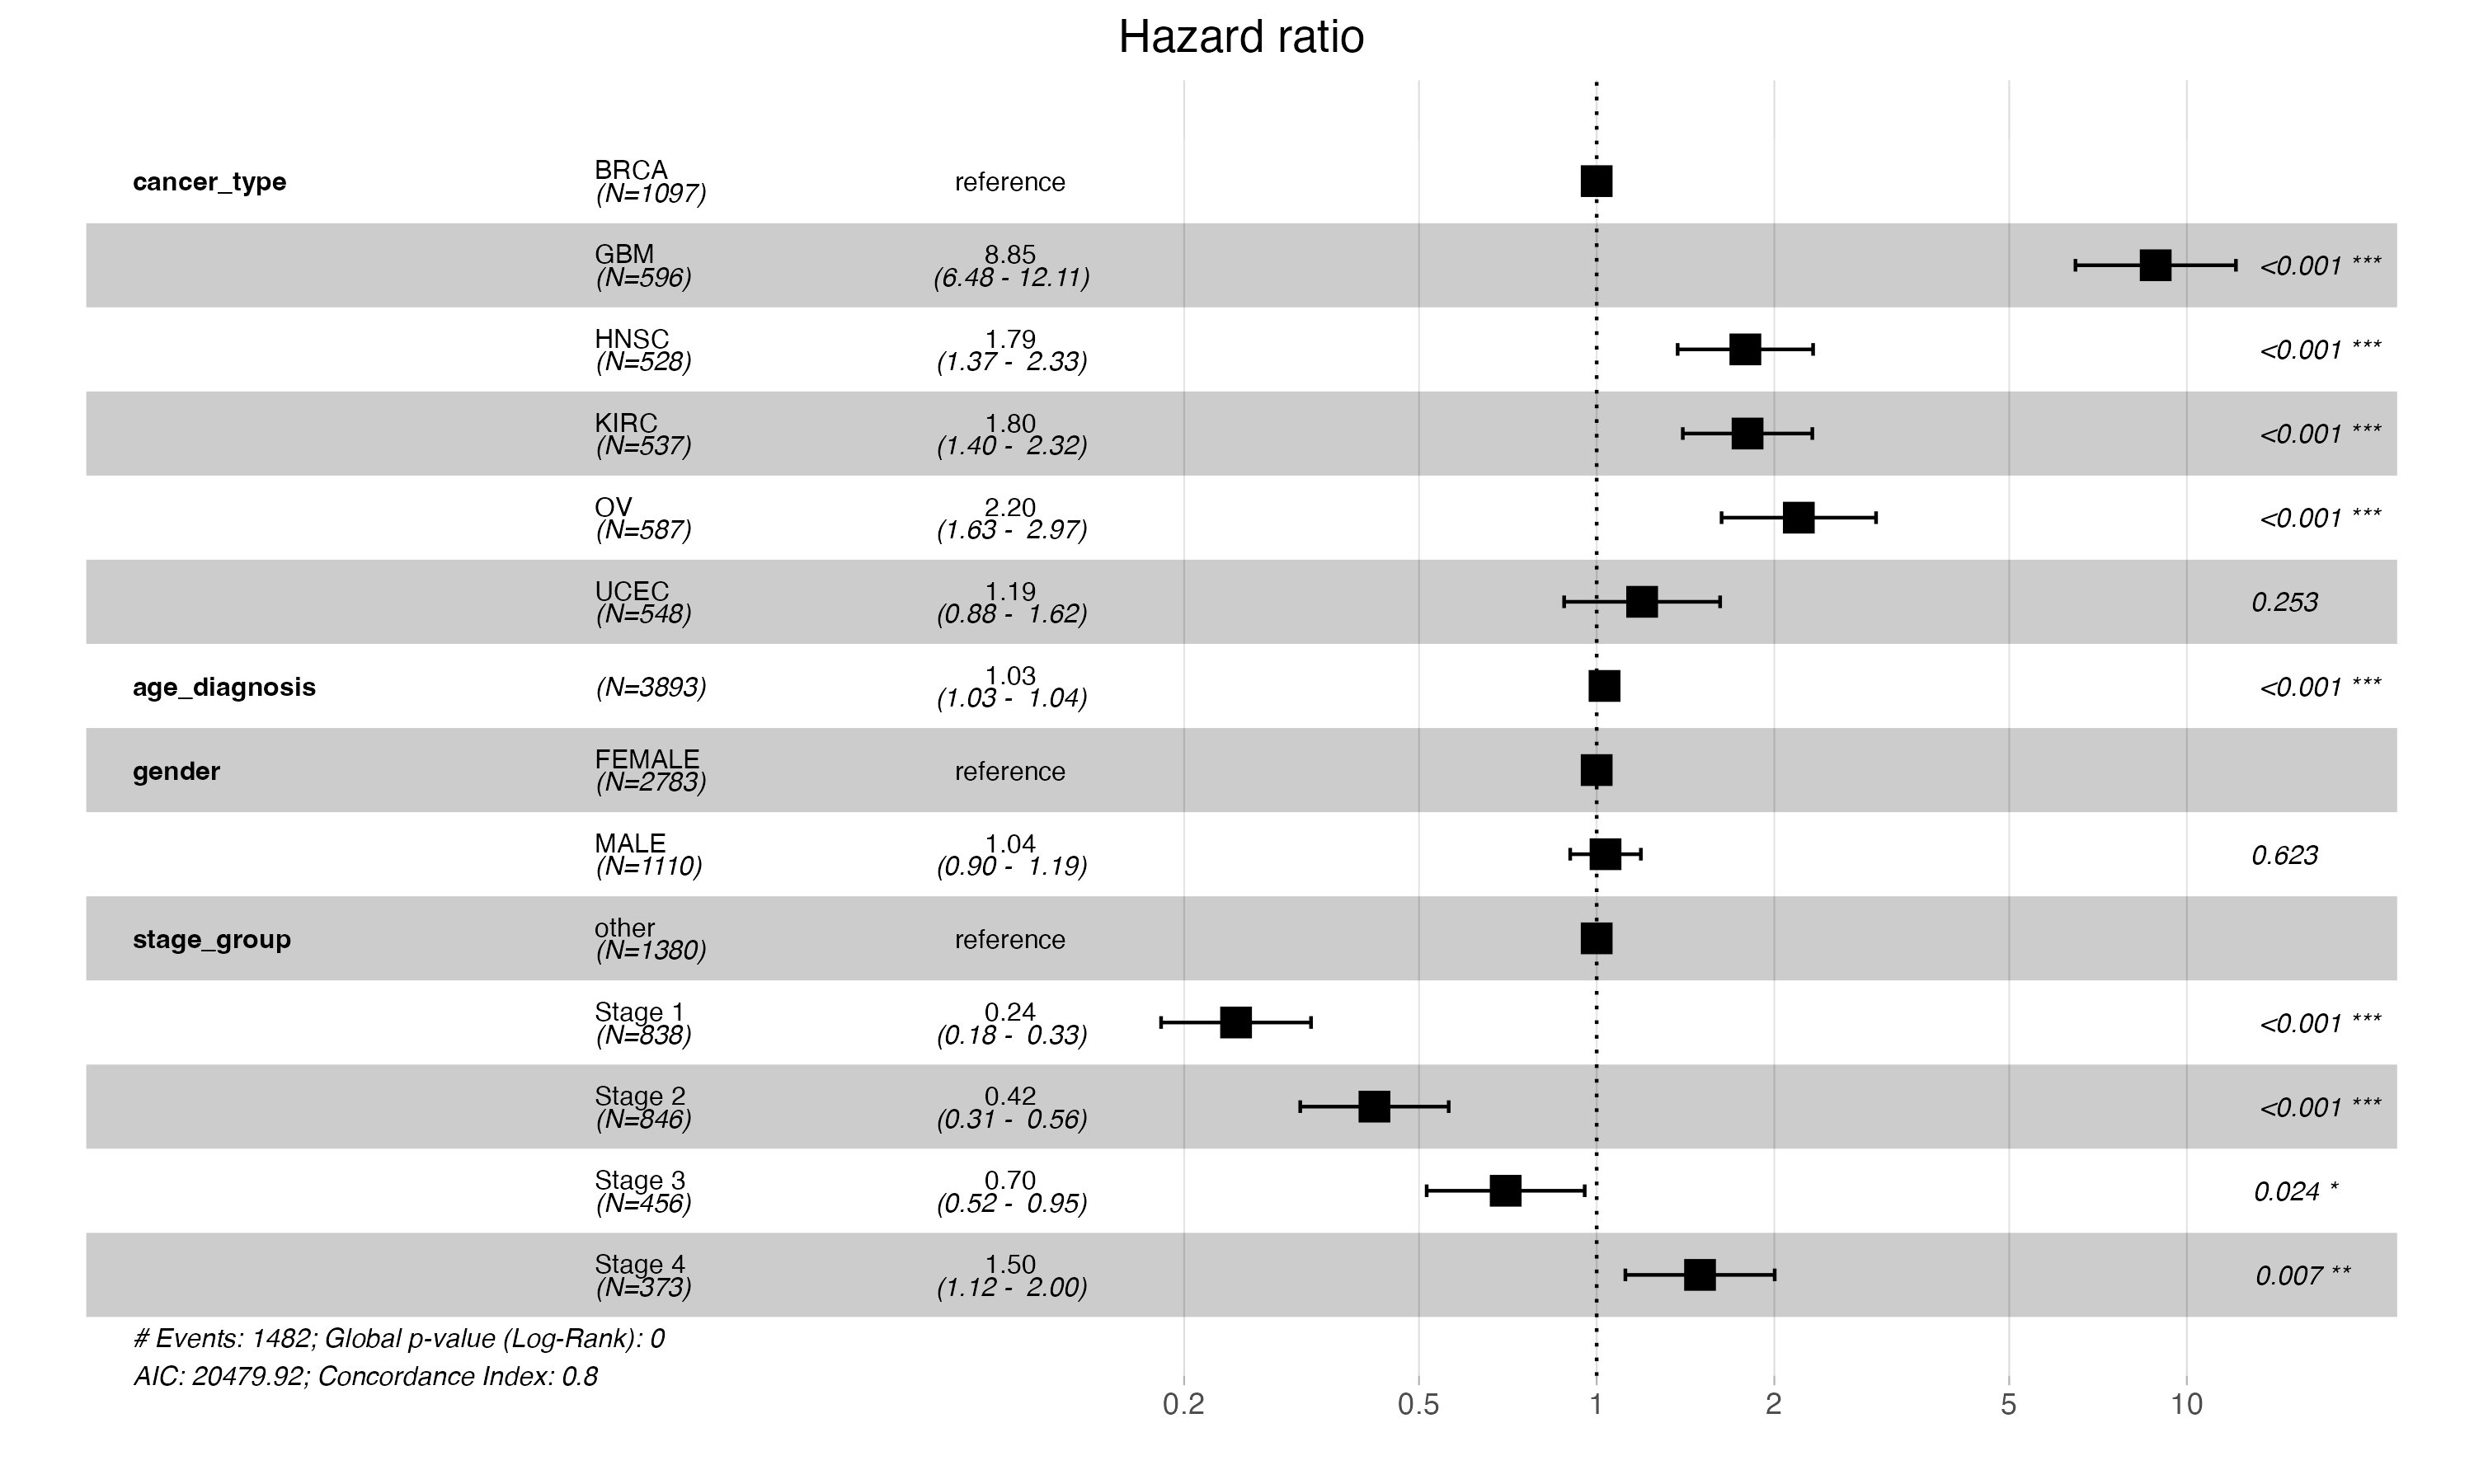 Hazard ratio
cancer_type BRCA (N=1097) reference
GBM (N=596) 8.85 (6.48 - 12.11) <0.001 ***
HNSC (N=528) 1.79 (1.37 - 2.33) <0.001 ***
KIRC (N=537) 1.80 (1.40 - 2.32) <0.001 ***
OV (N=587) 2.20 (1.63 - 2.97) <0.001 ***
UCEC (N=548) 1.19 (0.88 - 1.62) 0.253
age_diagnosis (N=3893) 1.03 (1.03 - 1.04) <0.001 ***
gender FEMALE (N=2783) reference
MALE (N=1110) 1.04 (0.90 - 1.19) 0.623
stage_group other (N=1380) reference
Stage 1 (N=838) 0.24 (0.18 - 0.33) <0.001 ***
Stage 2 (N=846) 0.42 (0.31 - 0.56) <0.001 ***
Stage 3 (N=456) 0.70 (0.52 - 0.95) 0.024 *
Stage 4 (N=373) 1.50 (1.12 - 2.00) 0.007 **
# Events: 1482; Global p-value (Log-Rank): 0
AIC: 20479.92; Concordance Index: 0.8
0.2 0.5 1 2 5 10